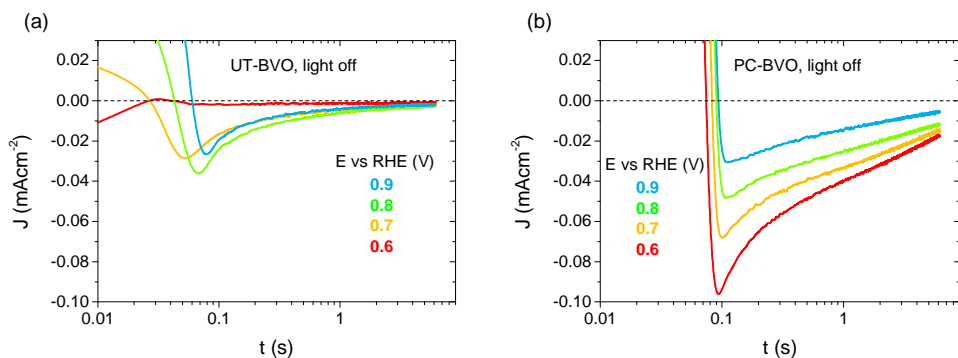 (a)
0.02
0.00
-0.02
-0.04
-0.06
-0.08
-0.10
J (mAcm-2)
UT-BVO, light off
E vs RHE (V)
0.9
0.8
0.7
0.6
0.01
0.1
1
t (s)
(b)
0.02
0.00
-0.02
-0.04
-0.06
-0.08
-0.10
J (mAcm-2)
PC-BVO, light off
E vs RHE (V)
0.9
0.8
0.7
0.6
0.01
0.1
1
t (s)